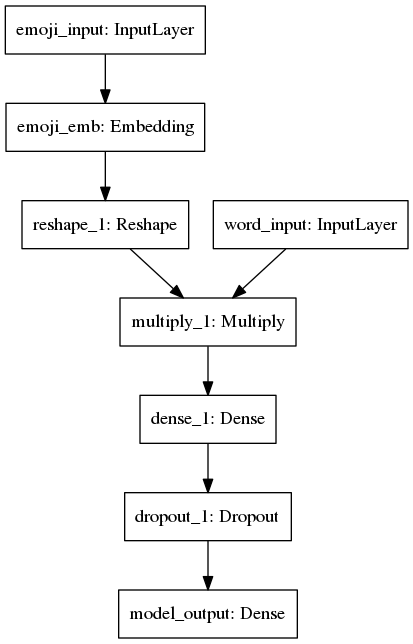 emoji_input: InputLayer
emoji_emb: Embedding
reshape_1: Reshape
word_input: InputLayer
multiply_1: Multiply
dense_1: Dense
dropout_1: Dropout
model_output: Dense